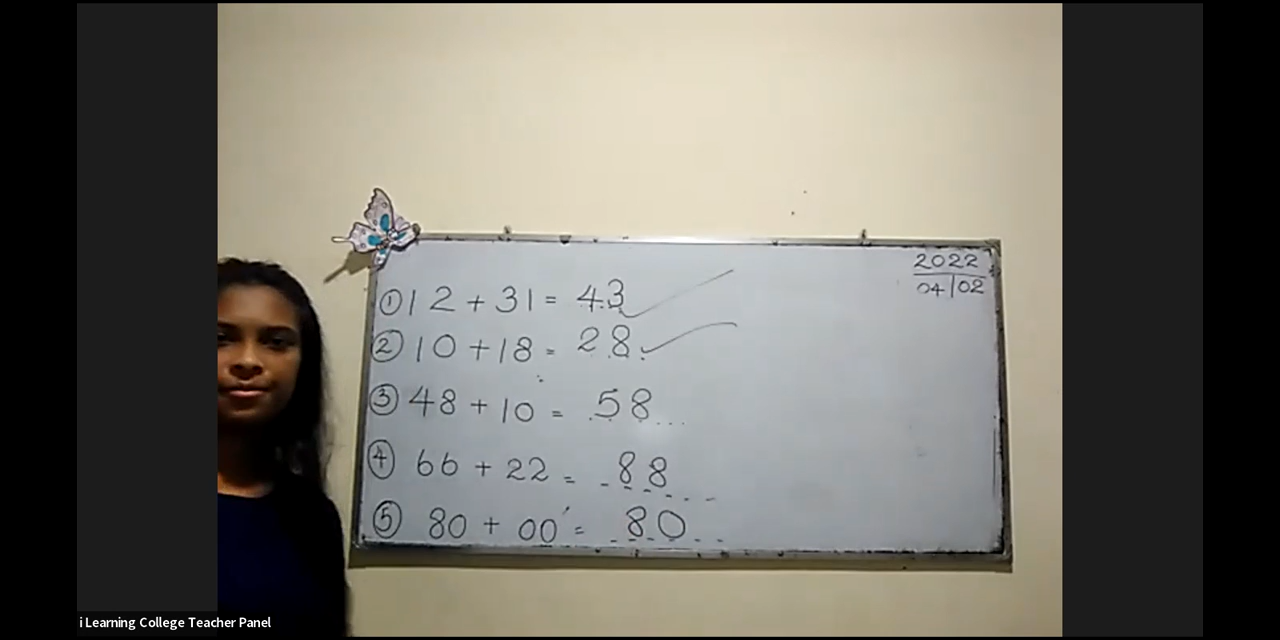 2022
04|02
① 12 + 31 = 43
② 10 + 18 = 28
③ 48 + 10 = 58
④ 66 + 22 = 88
⑤ 80 + 00 = 80
i Learning College Teacher Panel